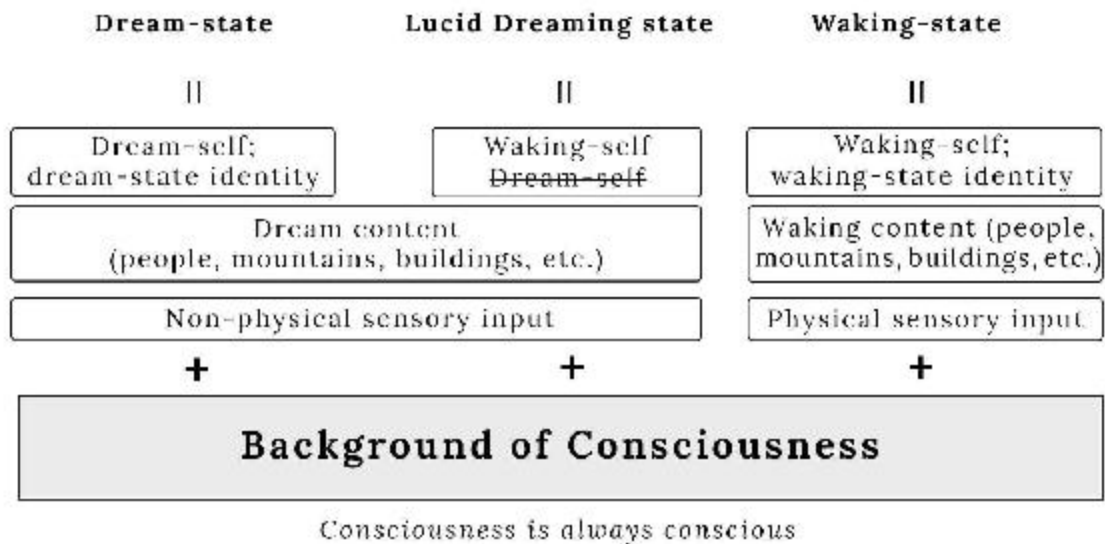 Dream-state Lucid Dreaming state Waking-state
= = =
Dream-self;
dream-state identity
Waking-self
Dream-self
Waking-self;
waking-state identity
Dream content
(people, mountains, buildings, etc.)
Waking content (people,
mountains, buildings, etc.)
Non-physical sensory input
Physical sensory input
+ + +
Background of Consciousness
Consciousness is always conscious